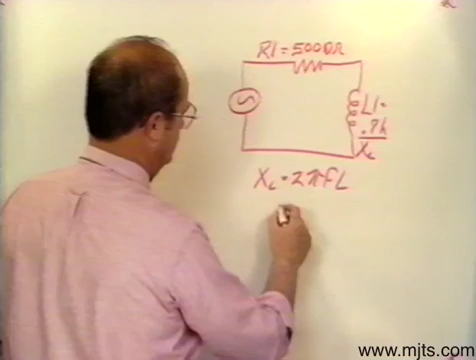 R1=5000Ω
L1=
.7h
XL
XL=2πFL
www.mjts.com